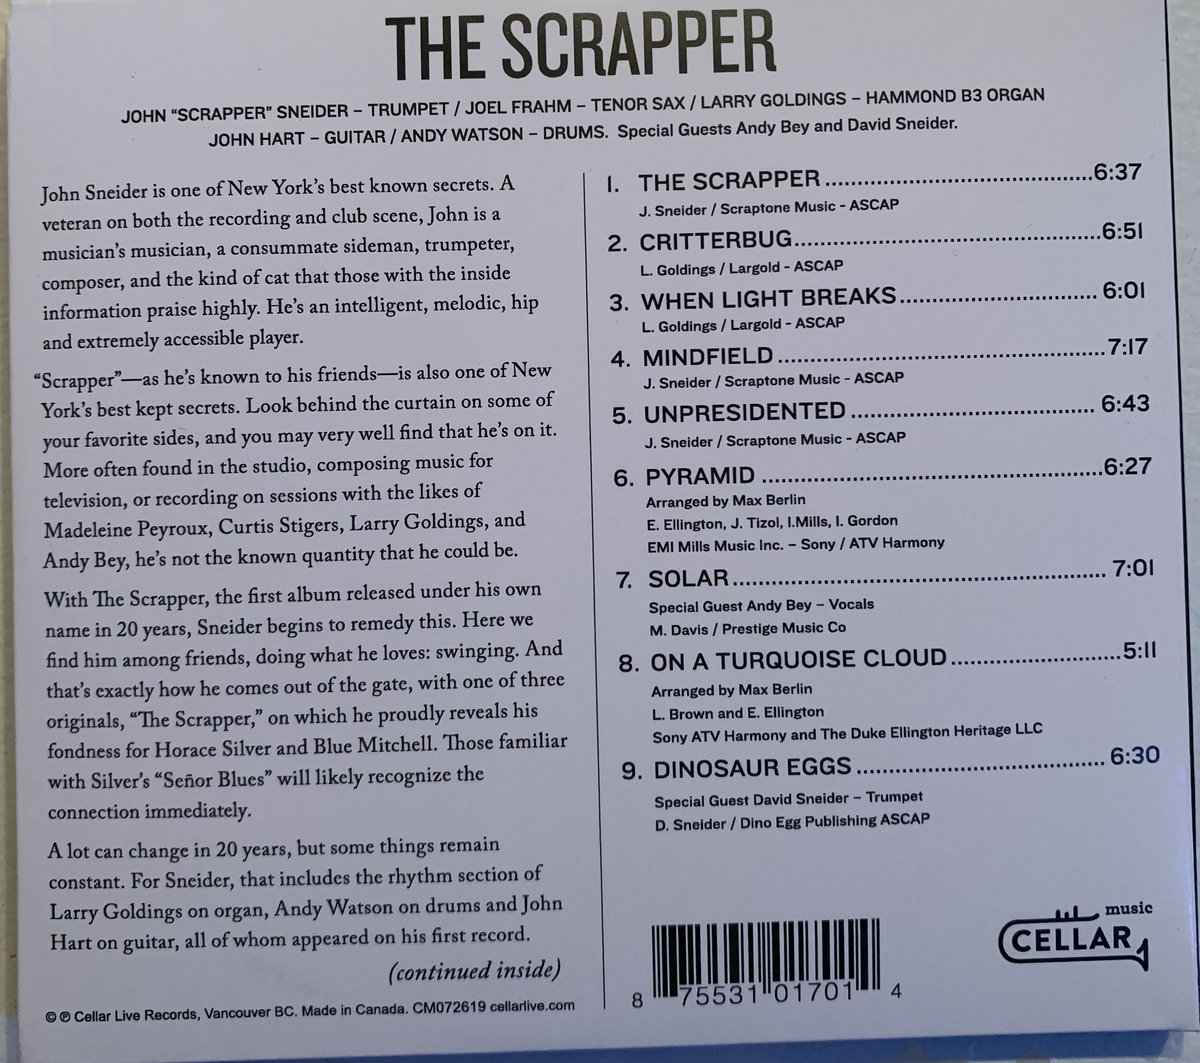 THE SCRAPPER
JOHN “SCRAPPER” SNEIDER – TRUMPET / JOEL FRAHM – TENOR SAX / LARRY GOLDINGS – HAMMOND B3 ORGAN
JOHN HART – GUITAR / ANDY WATSON – DRUMS. Special Guests Andy Bey and David Sneider.
John Sneider is one of New York’s best known secrets. A
veteran on both the recording and club scene, John is a
musician’s musician, a consummate sideman, trumpeter,
composer, and the kind of cat that those with the inside
information praise highly. He’s an intelligent, melodic, hip
and extremely accessible player.
“Scrapper”—as he’s known to his friends—is also one of New
York’s best kept secrets. Look behind the curtain on some of
your favorite sides, and you may very well find that he’s on it.
More often found in the studio, composing music for
television, or recording on sessions with the likes of
Madeleine Peyroux, Curtis Stigers, Larry Goldings, and
Andy Bey, he’s not the known quantity that he could be.
With The Scrapper, the first album released under his own
name in 20 years, Sneider begins to remedy this. Here we
find him among friends, doing what he loves: swinging. And
that’s exactly how he comes out of the gate, with one of three
originals, “The Scrapper,” on which he proudly reveals his
fondness for Horace Silver and Blue Mitchell. Those familiar
with Silver’s “Señor Blues” will likely recognize the
connection immediately.
A lot can change in 20 years, but some things remain
constant. For Sneider, that includes the rhythm section of
Larry Goldings on organ, Andy Watson on drums and John
Hart on guitar, all of whom appeared on his first record.
(continued inside)
© ℗ Cellar Live Records, Vancouver BC. Made in Canada. CM072619 cellarlive.com
1. THE SCRAPPER ........................................6:37
J. Sneider / Scraptone Music - ASCAP
2. CRITTERBUG.............................................6:51
L. Goldings / Largold - ASCAP
3. WHEN LIGHT BREAKS............................. 6:01
L. Goldings / Largold - ASCAP
4. MINDFIELD ................................................7:17
J. Sneider / Scraptone Music - ASCAP
5. UNPRESIDENTED .................................... 6:43
J. Sneider / Scraptone Music - ASCAP
6. PYRAMID ..................................................6:27
Arranged by Max Berlin
E. Ellington, J. Tizol, I.Mills, I. Gordon
EMI Mills Music Inc. – Sony / ATV Harmony
7. SOLAR....................................................... 7:01
Special Guest Andy Bey – Vocals
M. Davis / Prestige Music Co
8. ON A TURQUOISE CLOUD.........................5:11
Arranged by Max Berlin
L. Brown and E. Ellington
Sony ATV Harmony and The Duke Ellington Heritage LLC
9. DINOSAUR EGGS .................................... 6:30
Special Guest David Sneider – Trumpet
D. Sneider / Dino Egg Publishing ASCAP
8 75531 01701 4
music
CELLAR